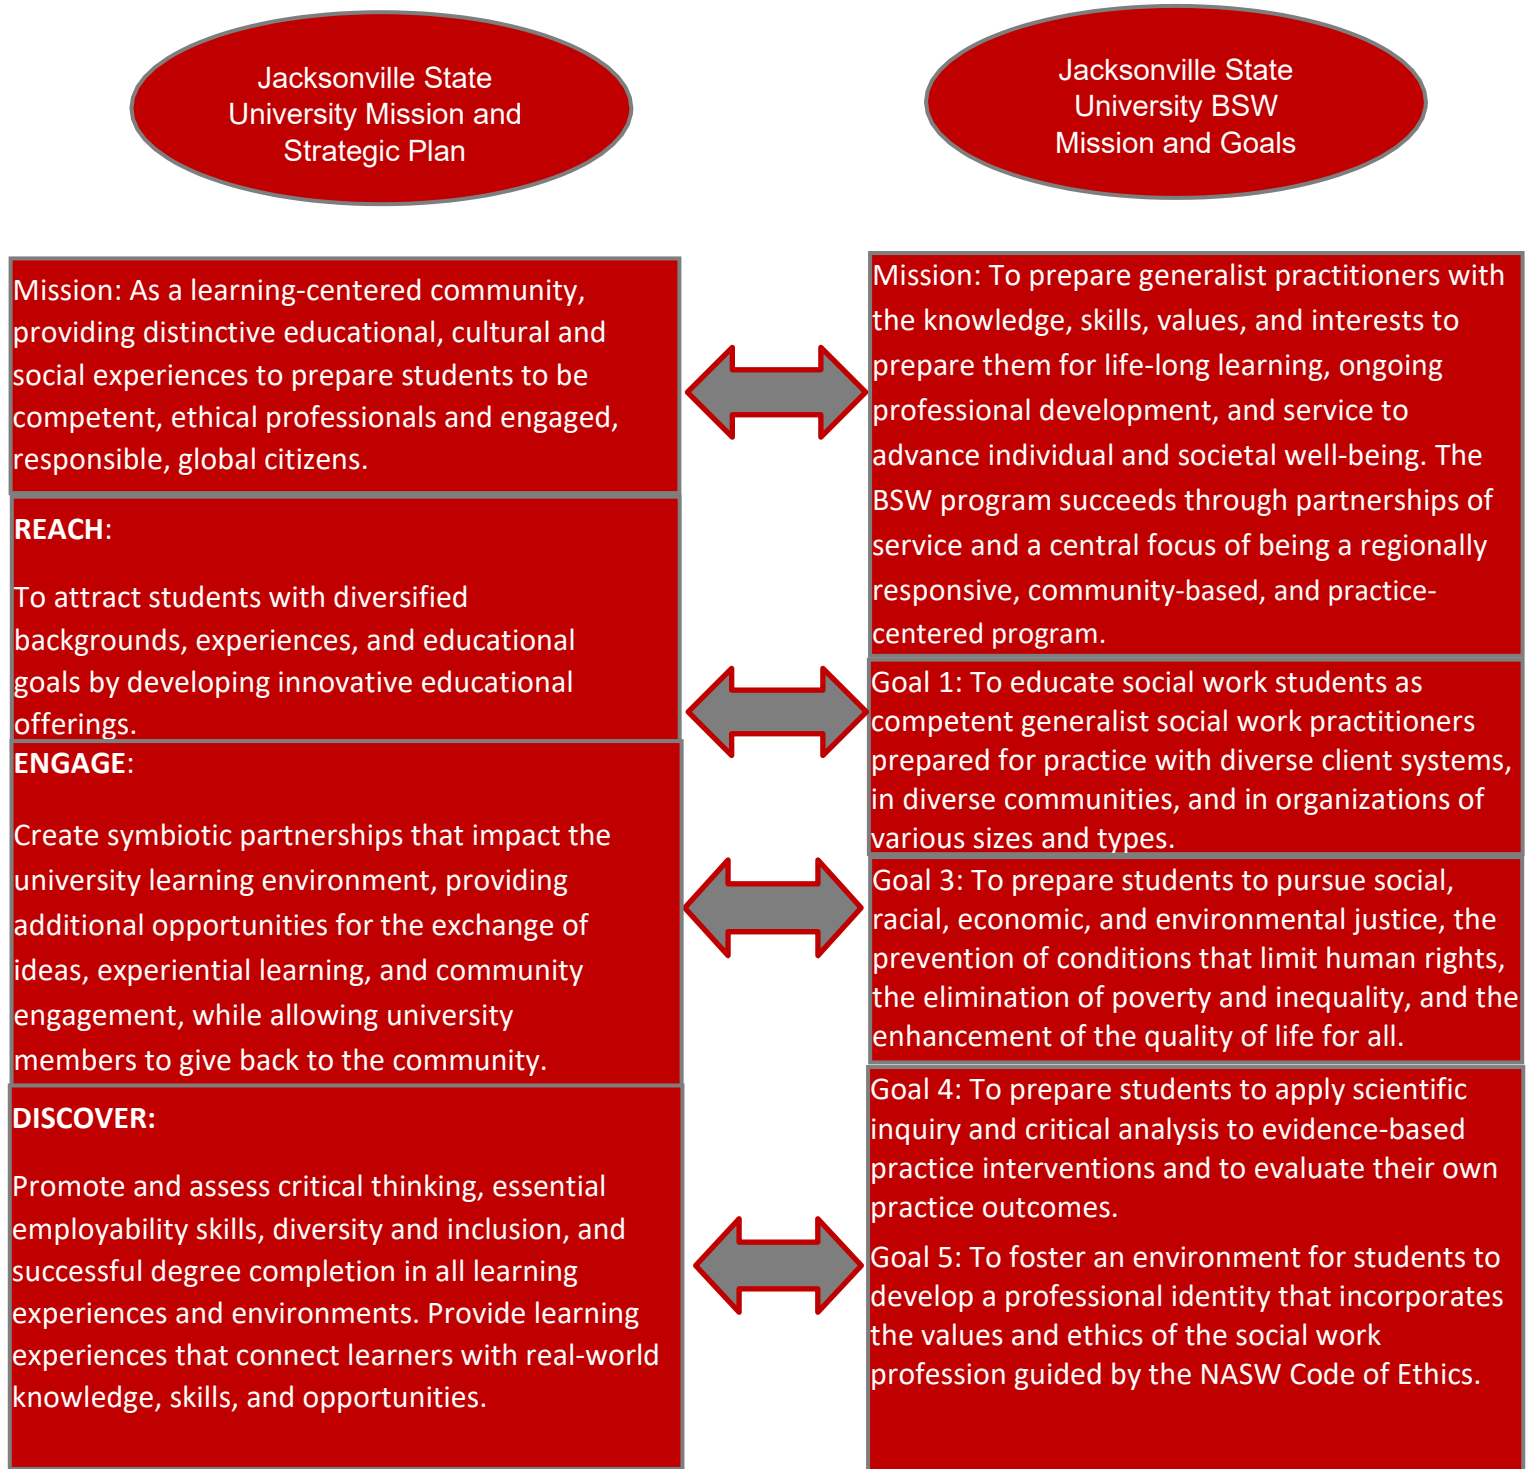 Jacksonville State
University Mission and
Strategic Plan
Jacksonville State
University BSW
Mission and Goals
Mission: As a learning-centered community,
providing distinctive educational, cultural and
social experiences to prepare students to be
competent, ethical professionals and engaged,
responsible, global citizens.
REACH:
To attract students with diversified
backgrounds, experiences, and educational
goals by developing innovative educational
offerings.
ENGAGE:
Create symbiotic partnerships that impact the
university learning environment, providing
additional opportunities for the exchange of
ideas, experiential learning, and community
engagement, while allowing university
members to give back to the community.
DISCOVER:
Promote and assess critical thinking, essential
employability skills, diversity and inclusion, and
successful degree completion in all learning
experiences and environments. Provide learning
experiences that connect learners with real-world
knowledge, skills, and opportunities.
Mission: To prepare generalist practitioners with
the knowledge, skills, values, and interests to
prepare them for life-long learning, ongoing
professional development, and service to
advance individual and societal well-being. The
BSW program succeeds through partnerships of
service and a central focus of being a regionally
responsive, community-based, and practice-
centered program.
Goal 1: To educate social work students as
competent generalist social work practitioners
prepared for practice with diverse client systems,
in diverse communities, and in organizations of
various sizes and types.
Goal 3: To prepare students to pursue social,
racial, economic, and environmental justice, the
prevention of conditions that limit human rights,
the elimination of poverty and inequality, and the
enhancement of the quality of life for all.
Goal 4: To prepare students to apply scientific
inquiry and critical analysis to evidence-based
practice interventions and to evaluate their own
practice outcomes.
Goal 5: To foster an environment for students to
develop a professional identity that incorporates
the values and ethics of the social work
profession guided by the NASW Code of Ethics.